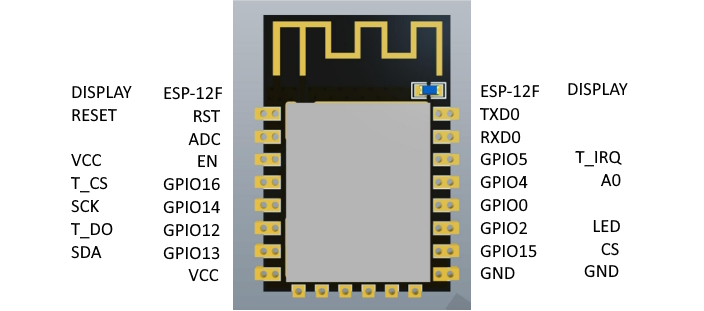 DISPLAY ESP-12F ESP-12F DISPLAY
RESET RST TXD0
ADC RXD0
VCC EN GPIO5 T_IRQ
T_CS GPIO16 GPIO4 A0
SCK GPIO14 GPIO0
T_DO GPIO12 GPIO2 LED
SDA GPIO13 GPIO15 CS
VCC GND GND